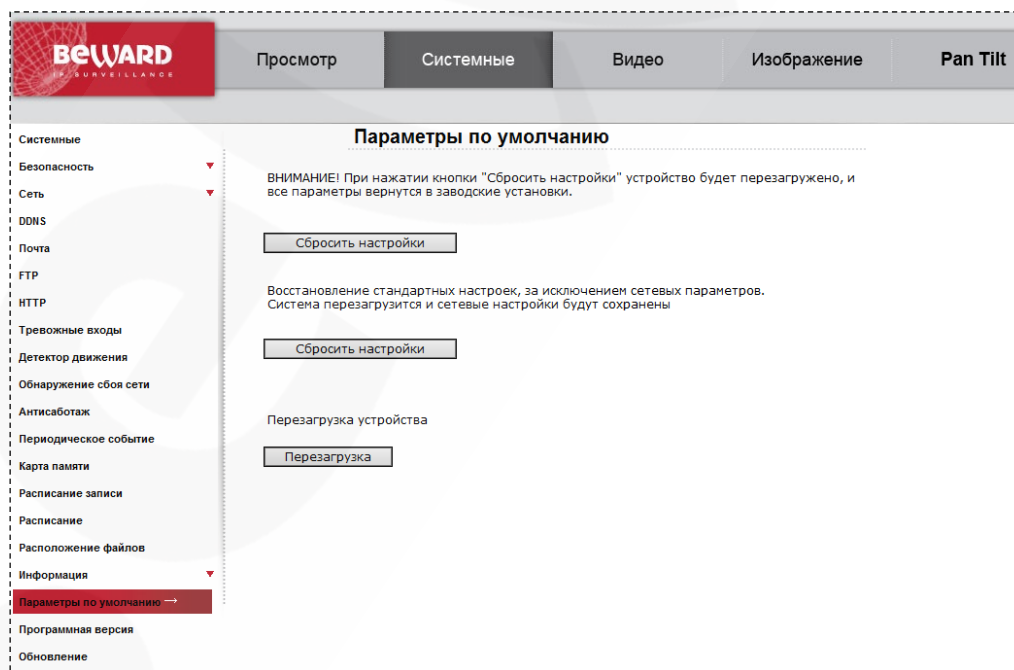 BEWARD
IP SURVEILLANCE
Просмотр
Системные
Видео
Изображение
Pan Tilt
Параметры по умолчанию
Системные
Безопасность
Сеть
DDNS
Почта
FTP
HTTP
Тревожные входы
Детектор движения
Обнаружение сбоя сети
Антисаботаж
Периодическое событие
Карта памяти
Расписание записи
Расписание
Расположение файлов
Информация
Параметры по умолчанию →
Программная версия
Обновление
ВНИМАНИЕ! При нажатии кнопки "Сбросить настройки" устройство будет перезагружено, и
все параметры вернутся в заводские установки.
Сбросить настройки
Восстановление стандартных настроек, за исключением сетевых параметров.
Система перезагрузится и сетевые настройки будут сохранены
Сбросить настройки
Перезагрузка устройства
Перезагрузка